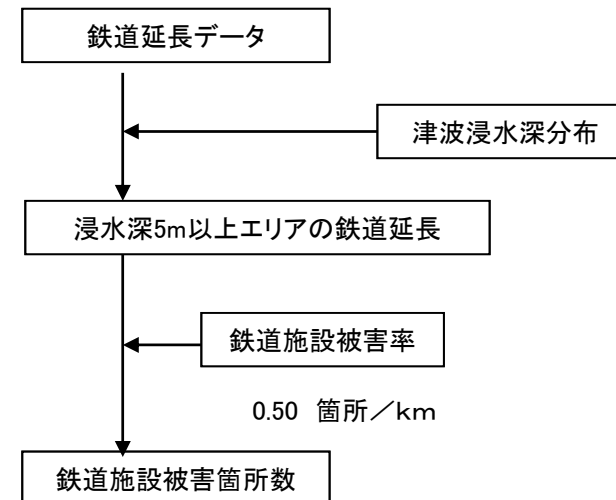 鉄道延長データ
津波浸水深分布
浸水深5m以上エリアの鉄道延長
鉄道施設被害率
0.50 箇所／ｋｍ
鉄道施設被害箇所数